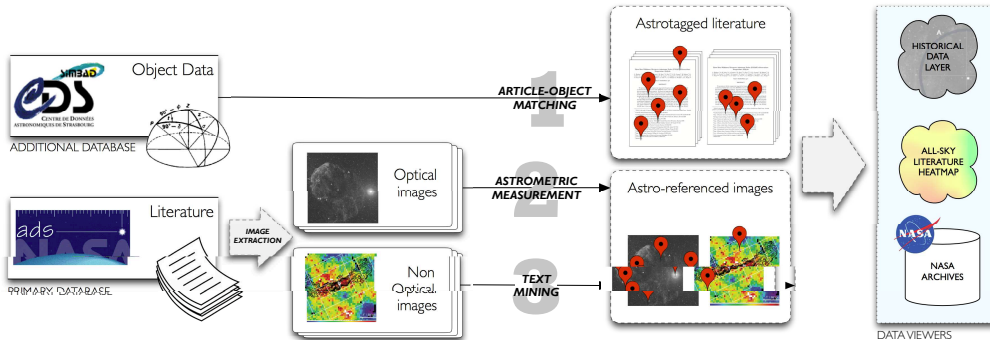 Astrotagged literature
SIMBAD
CDS
CENTRE DE DONNÉES
ASTRONOMIQUES DE STRASBOURG
Object Data
ADDITIONAL DATABASE
1
ARTICLE-OBJECT
MATCHING
HISTORICAL
DATA
LAYER
Optical
images
2
ASTROMETRIC
MEASUREMENT
Astro-referenced images
ALL-SKY
LITERATURE
HEATMAP
ads
NASA
Literature
IMAGE
EXTRACTION
PRIMARY DATABASE
Non
Optical
images
3
TEXT
MINING
NASA
NASA
ARCHIVES
DATA VIEWERS